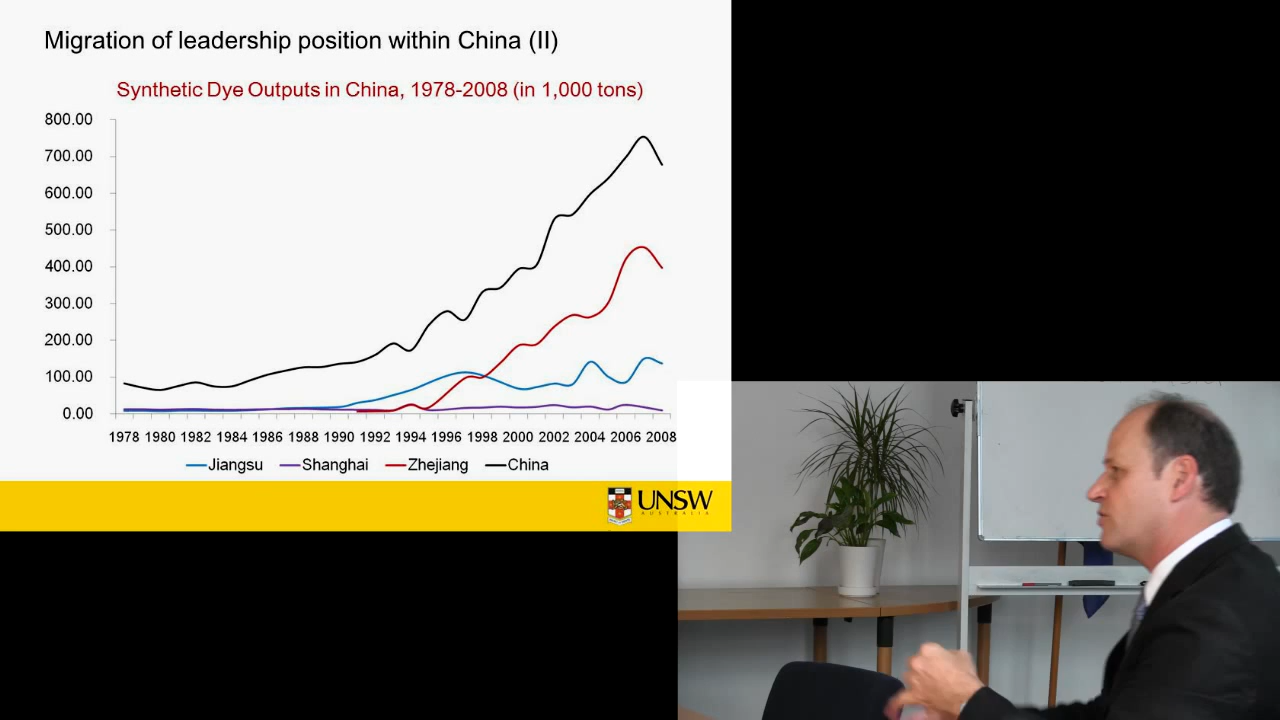 Migration of leadership position within China (II)
Synthetic Dye Outputs in China, 1978-2008 (in 1,000 tons)
800.00
700.00
600.00
500.00
400.00
300.00
200.00
100.00
0.00
1978 1980 1982 1984 1986 1988 1990 1992 1994 1996 1998 2000 2002 2004 2006 2008
Jiangsu Shanghai Zhejiang China
UNSW
AUSTRALIA